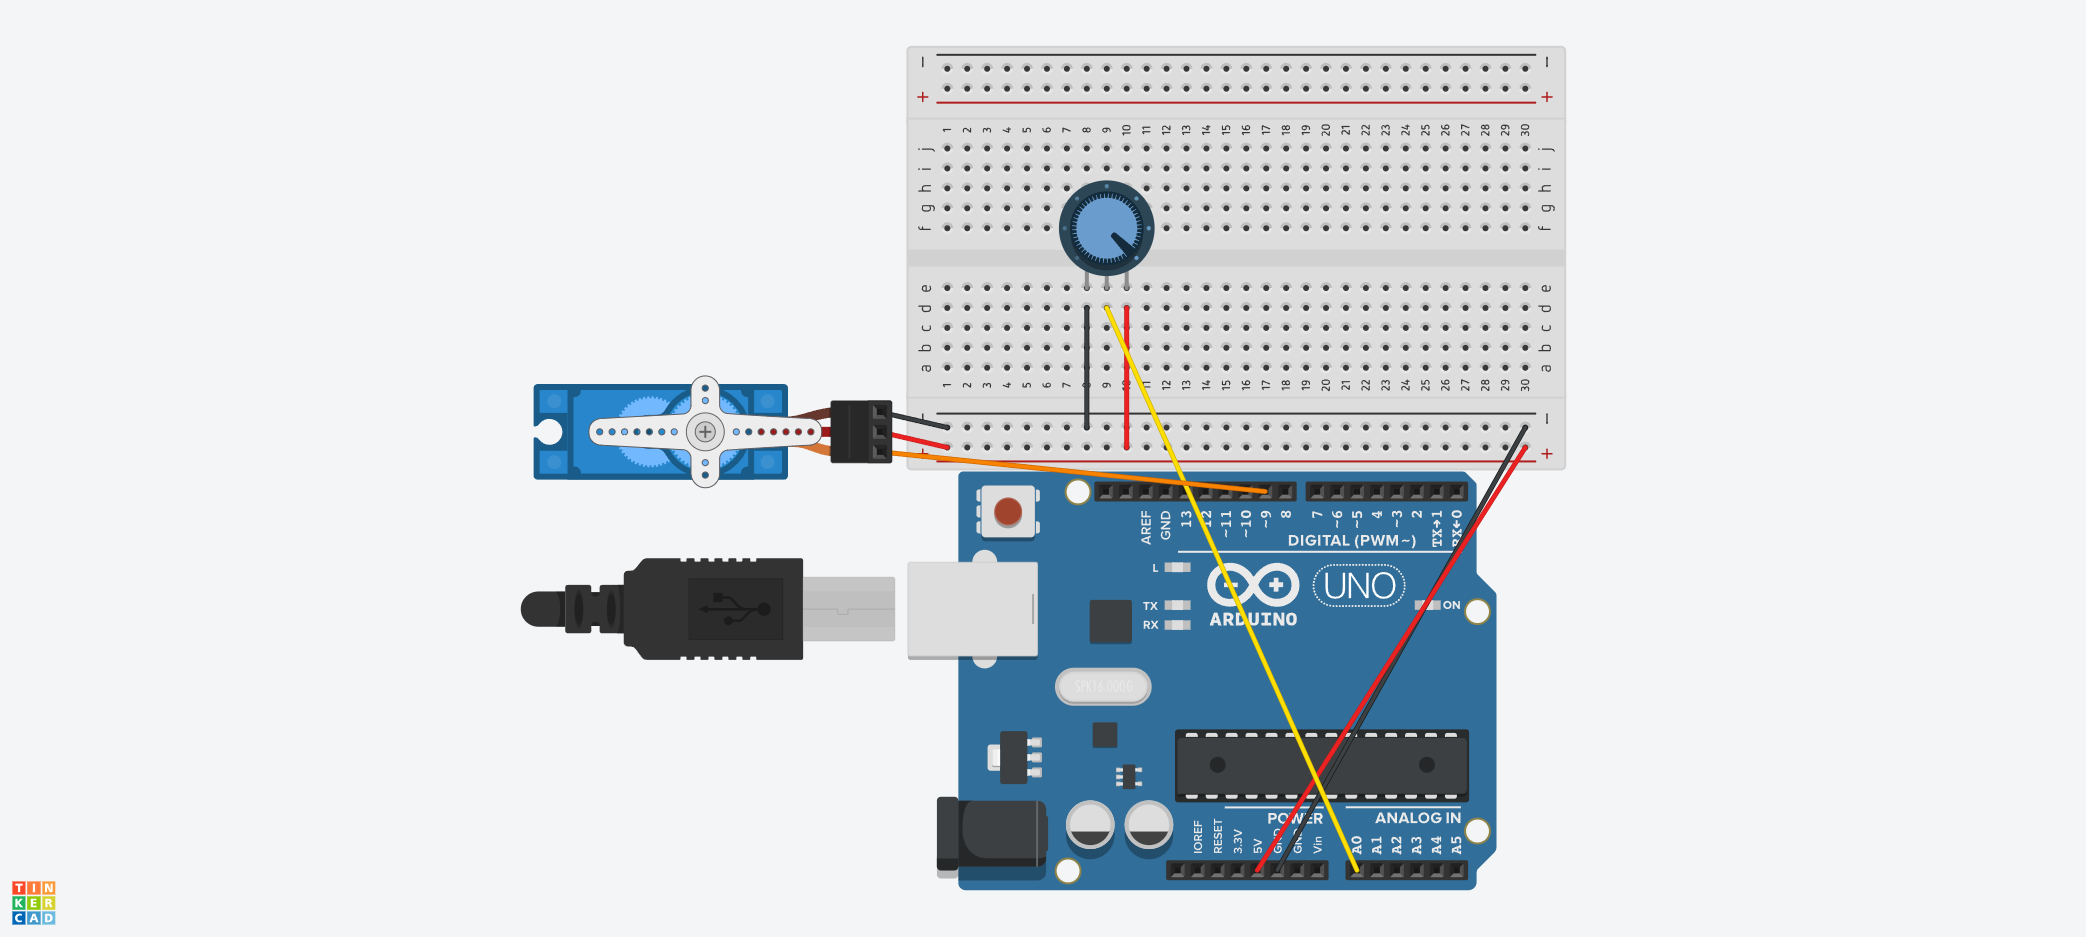 − −
+ +
1 2 3 4 5 6 7 8 9 10 11 12 13 14 15 16 17 18 19 20 21 22 23 24 25 26 27 28 29 30
j j
i i
h h
g g
f f
e e
d d
c c
b b
a a
1 2 3 4 5 6 7 8 9 10 11 12 13 14 15 16 17 18 19 20 21 22 23 24 25 26 27 28 29 30
− −
+ +
AREF GND 13 12 ~11 ~10 ~9 8 7 ~6 ~5 4 ~3 2 TX→1 RX←0
DIGITAL (PWM~)
L
UNO
TX ON
RX ARDUINO
SPK16.000G
POWER ANALOG IN
IOREF RESET 3.3V 5V GND GND Vin A0 A1 A2 A3 A4 A5
TIN
KER
CAD